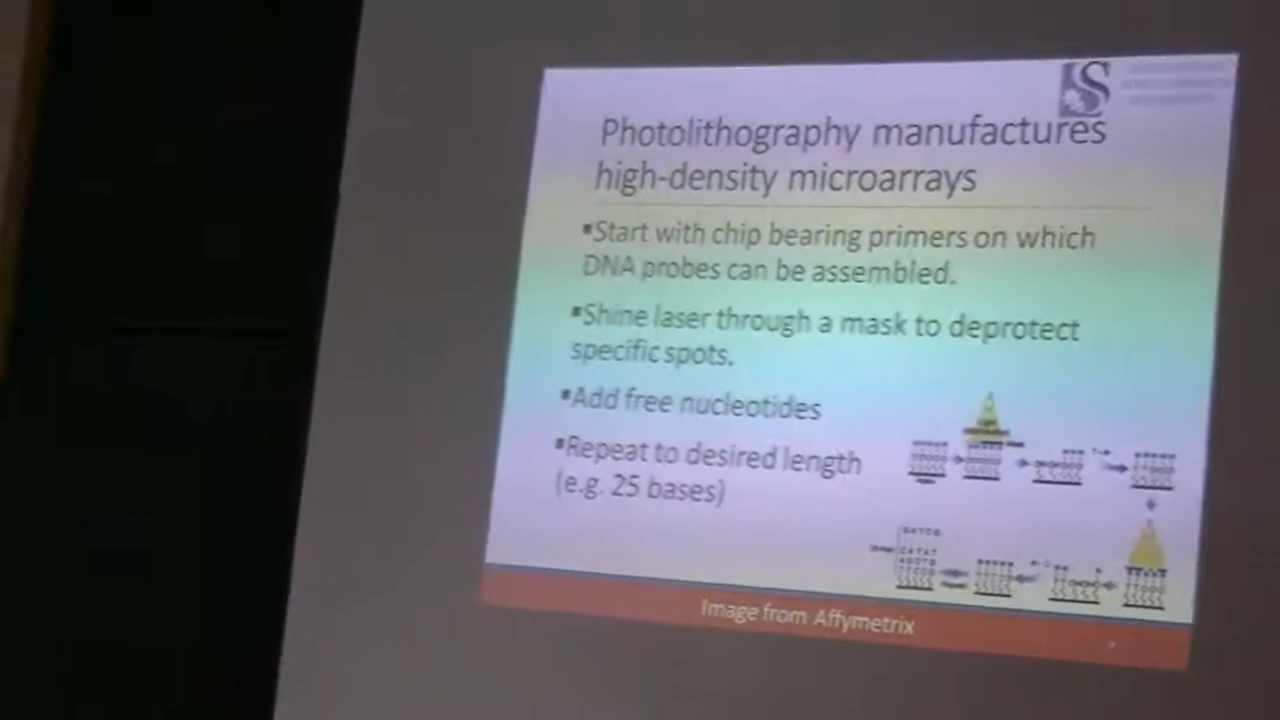 Photolithography manufactures
high-density microarrays
▪Start with chip bearing primers on which
DNA probes can be assembled.
▪Shine laser through a mask to deprotect
specific spots.
▪Add free nucleotides
▪Repeat to desired length
(e.g. 25 bases)
Image from Affymetrix